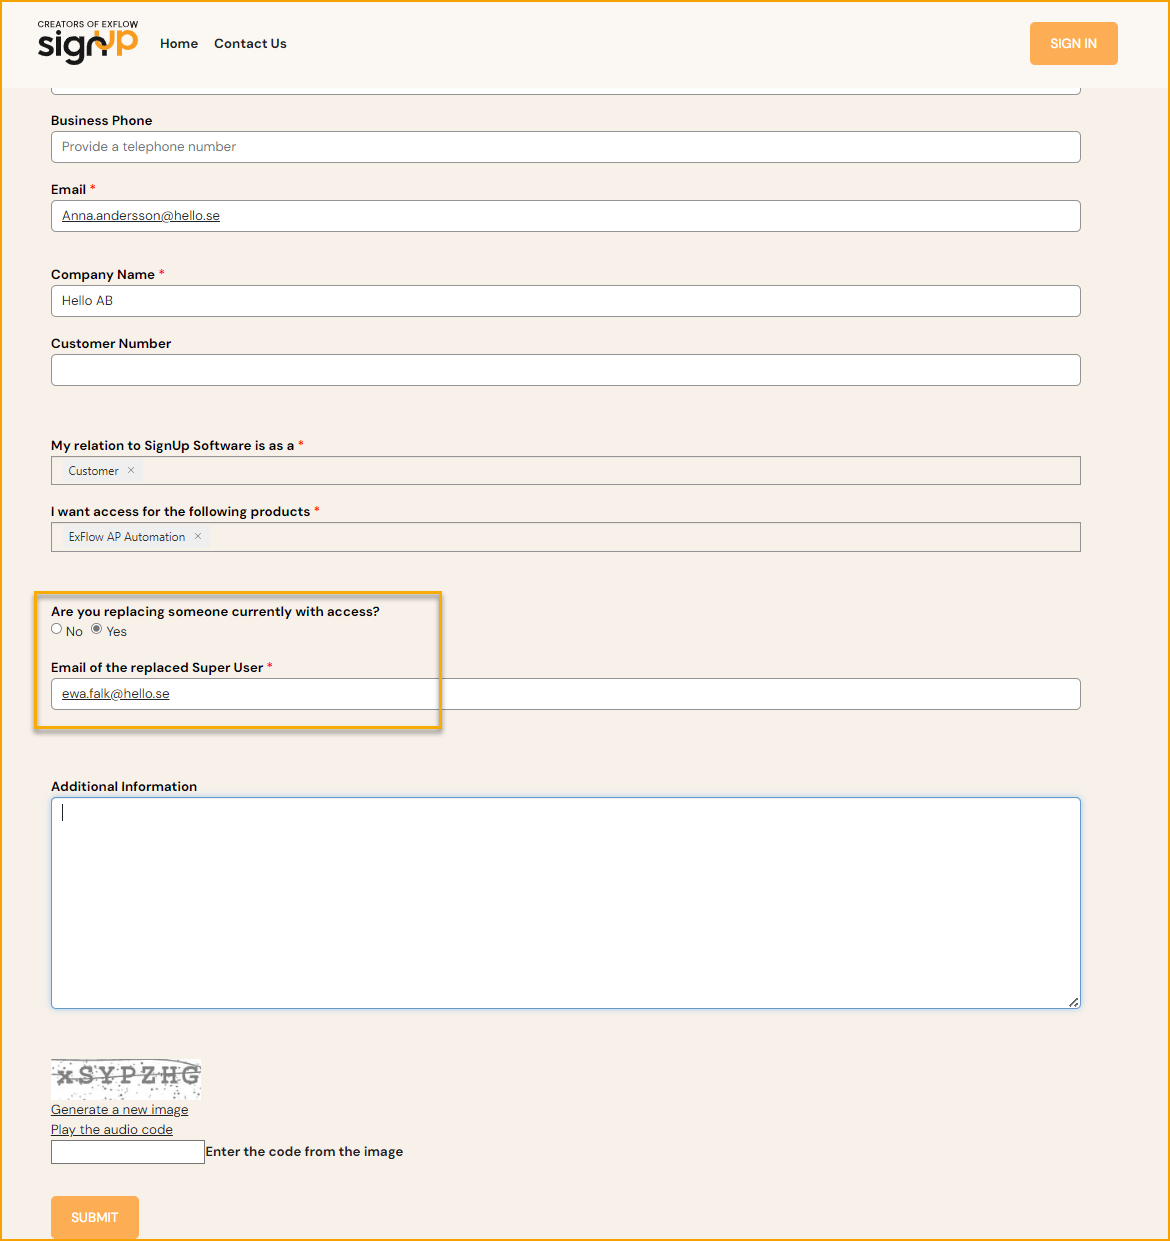 CREATORS OF EXFLOW
signUP
Home Contact Us
SIGN IN
Business Phone
Provide a telephone number
Email *
Anna.andersson@hello.se
Company Name *
Hello AB
Customer Number
My relation to SignUp Software is as a *
Customer ×
I want access for the following products *
ExFlow AP Automation ×
Are you replacing someone currently with access?
No Yes
Email of the replaced Super User *
ewa.falk@hello.se
Additional Information
xSYPZHG
Generate a new image
Play the audio code
Enter the code from the image
SUBMIT